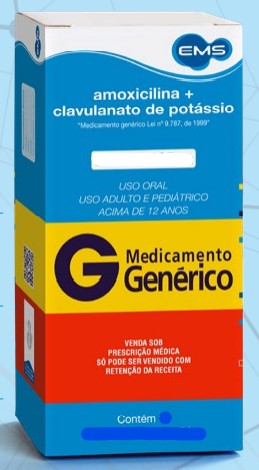 EMS
amoxicilina +
clavulanato de potássio
"Medicamento genérico Lei nº 9.787, de 1999"
USO ORAL
USO ADULTO E PEDIÁTRICO
ACIMA DE 12 ANOS
G Medicamento
Genérico
VENDA SOB
PRESCRIÇÃO MÉDICA
SÓ PODE SER VENDIDO COM
RETENÇÃO DA RECEITA
Contém